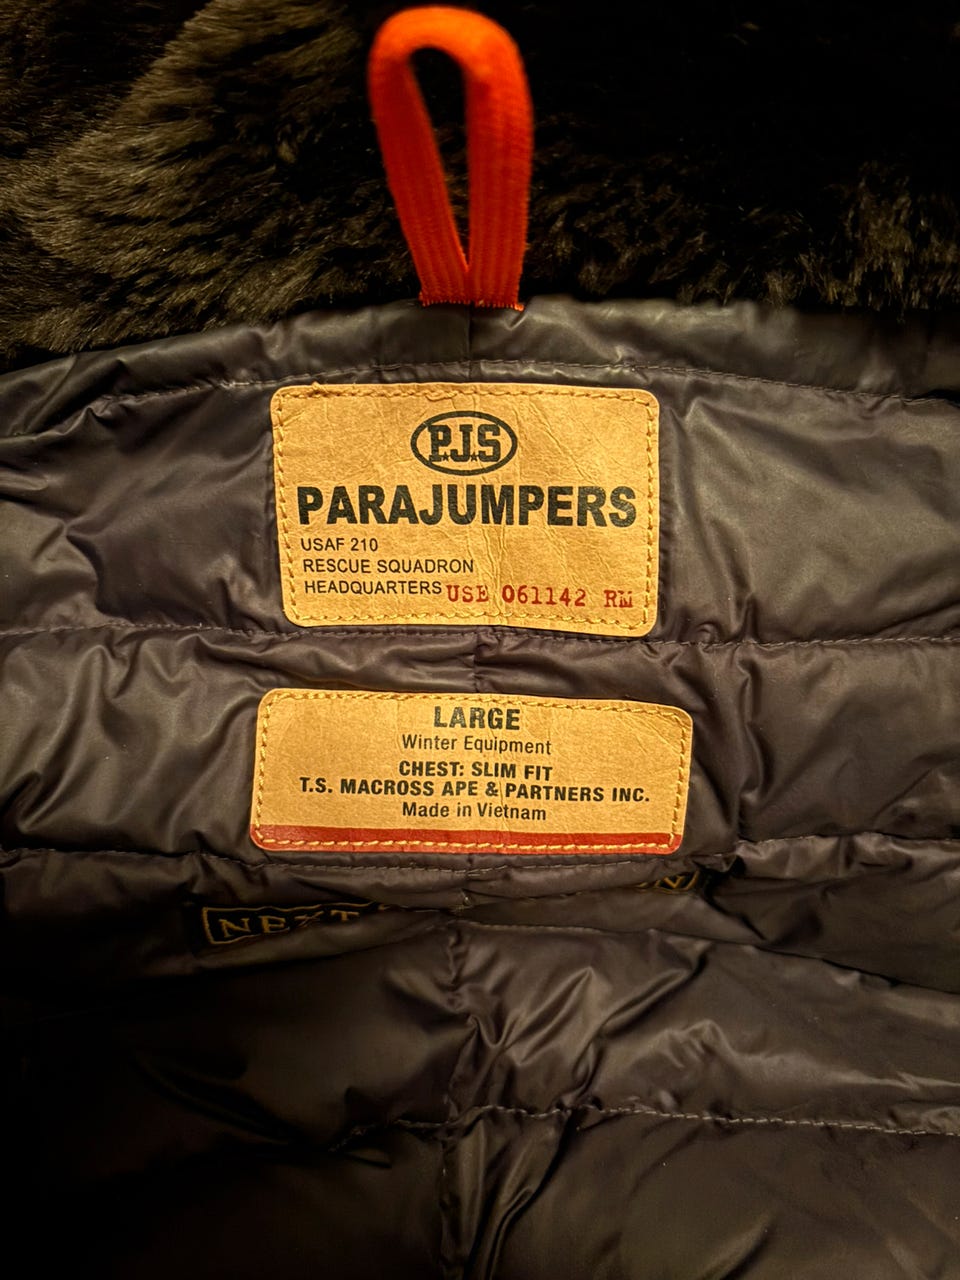 P.J.S
PARAJUMPERS
USAF 210
RESCUE SQUADRON
HEADQUARTERS USE 061142 RM
LARGE
Winter Equipment
CHEST: SLIM FIT
T.S. MACROSS APE & PARTNERS INC.
Made in Vietnam
NEXT